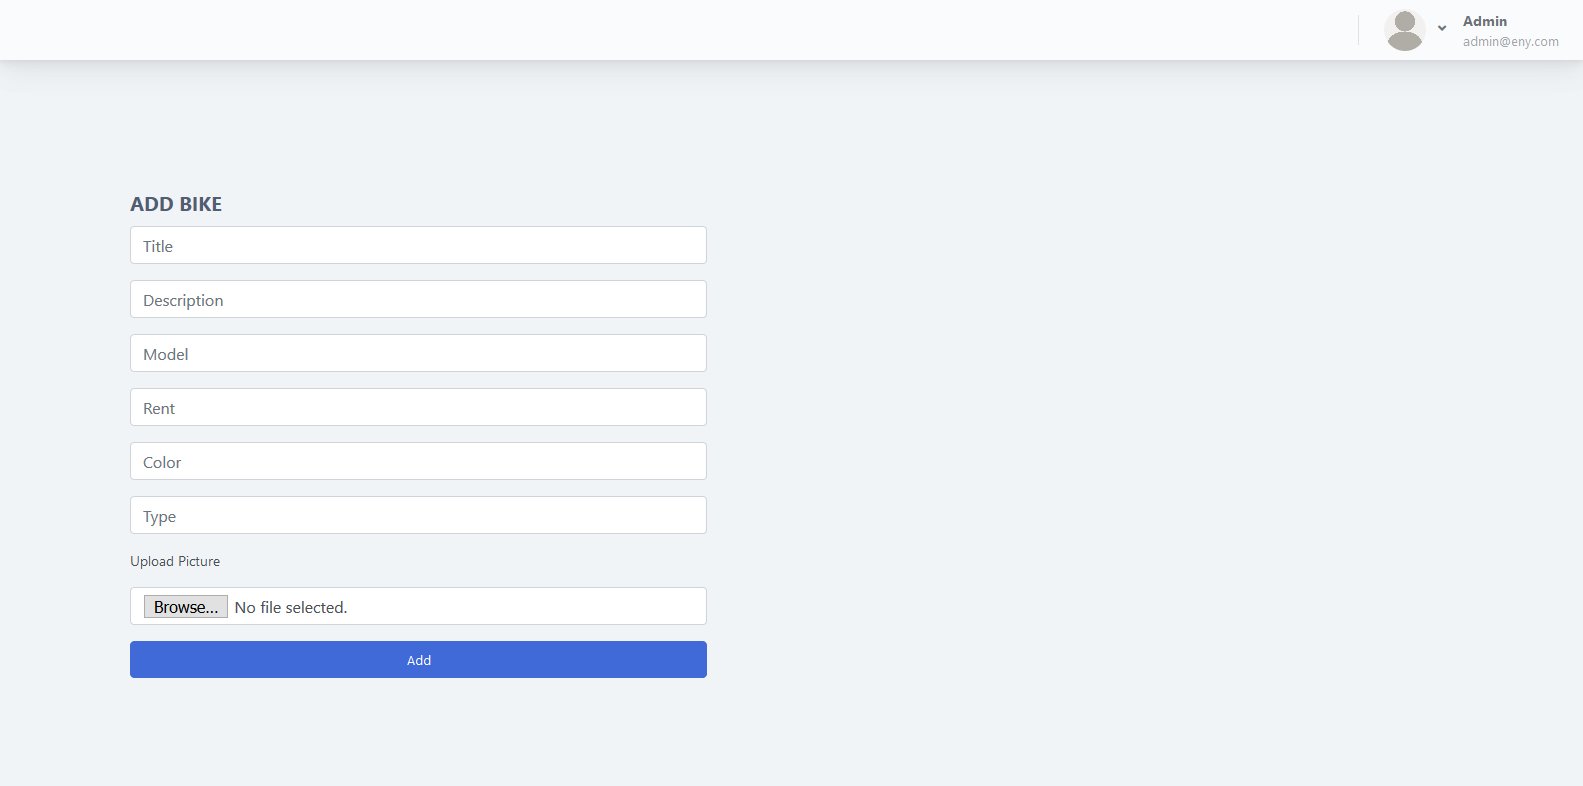 Admin
admin@eny.com
ADD BIKE
Title
Description
Model
Rent
Color
Type
Upload Picture
Browse... No file selected.
Add